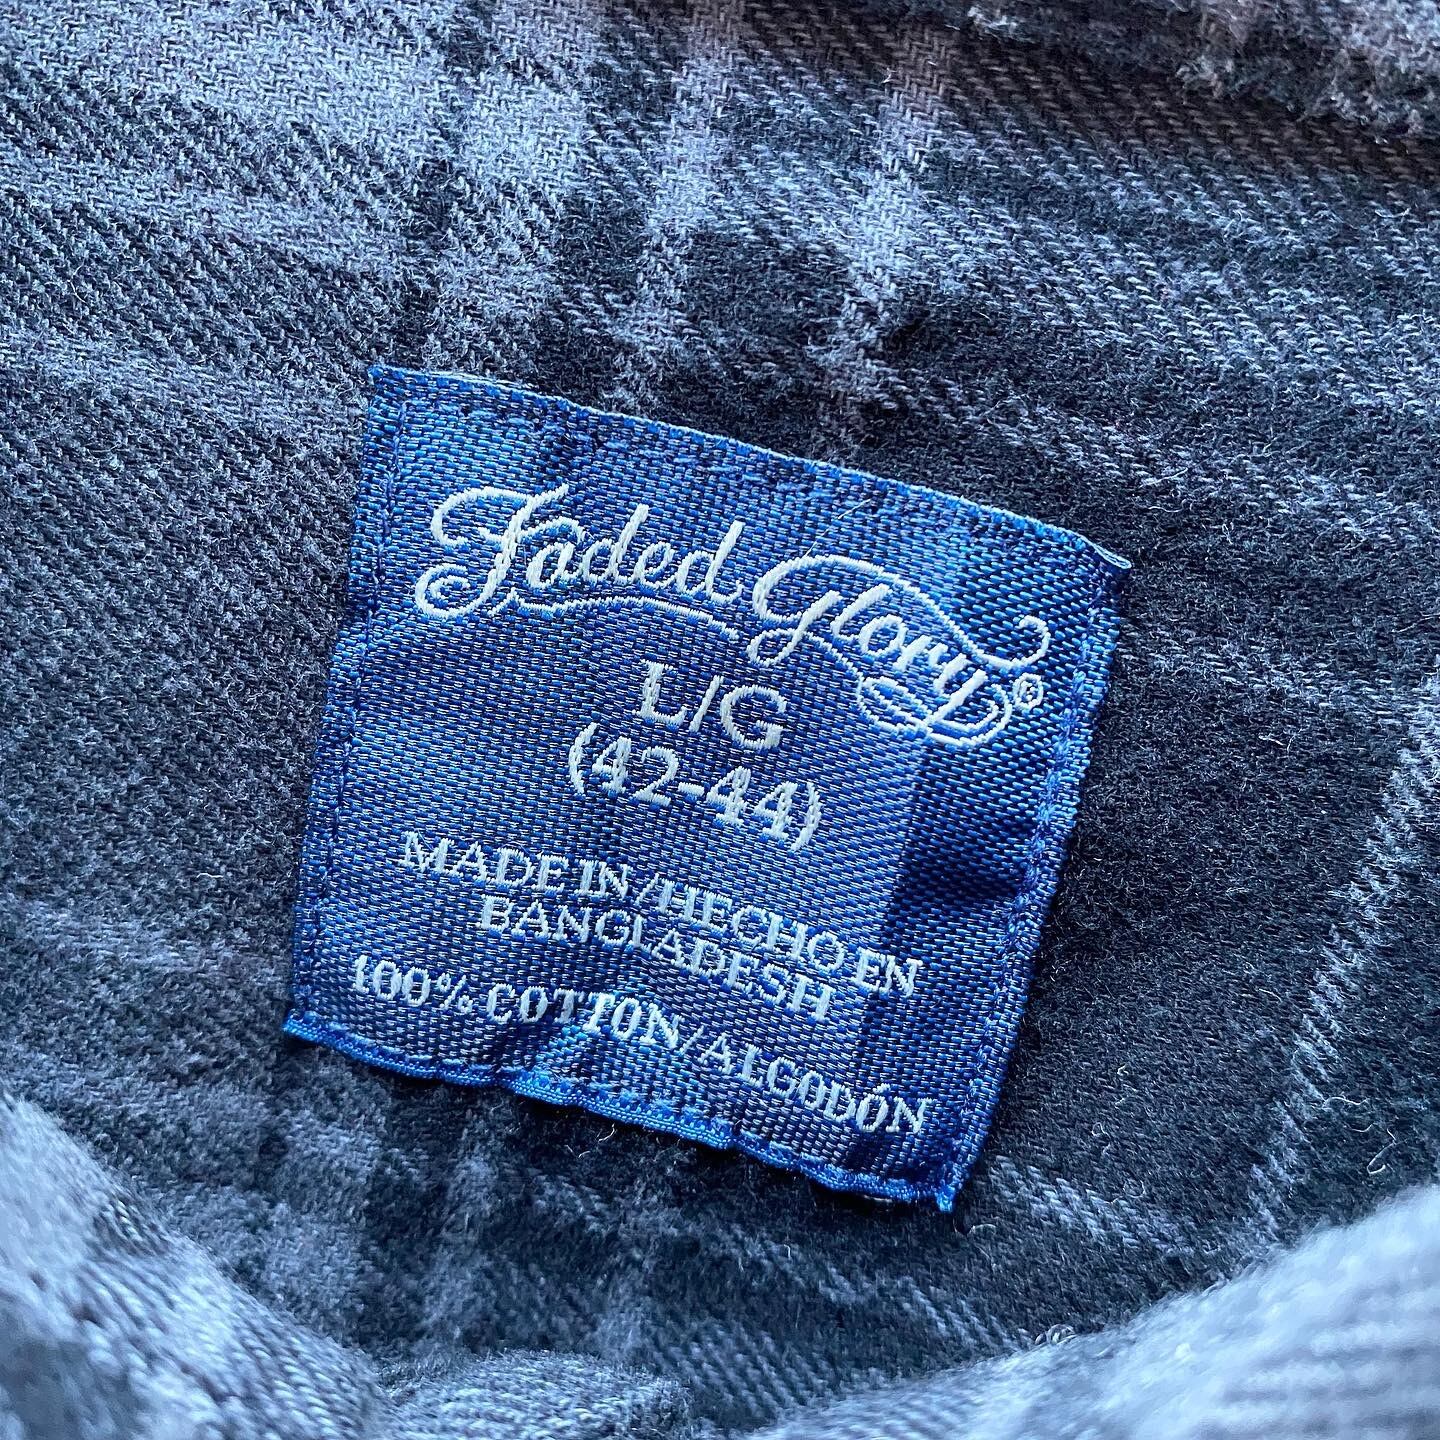 Faded Glory®
L/G
(42-44)
MADE IN/HECHO EN
BANGLADESH
100% COTTON/ALGODÓN